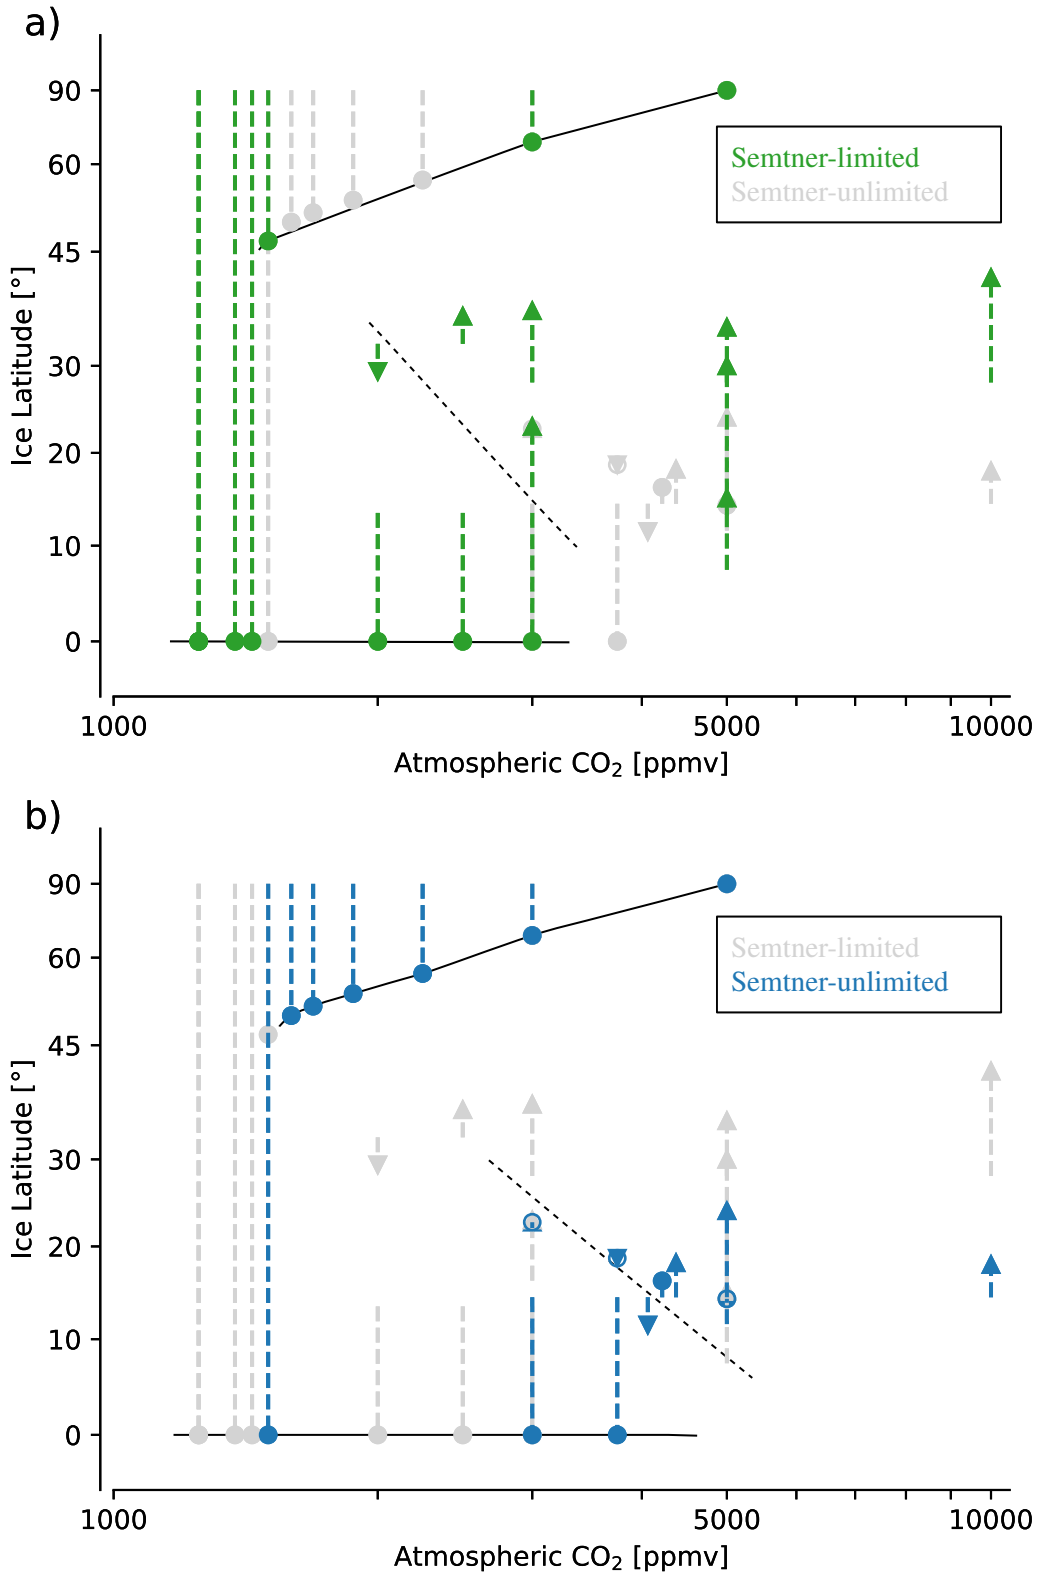 a)
90
60
45
30
20
10
0
Ice Latitude [°]
Semtner-limited
Semtner-unlimited
1000
5000
10000
Atmospheric CO₂ [ppmv]
b)
90
60
45
30
20
10
0
Ice Latitude [°]
Semtner-limited
Semtner-unlimited
1000
5000
10000
Atmospheric CO₂ [ppmv]